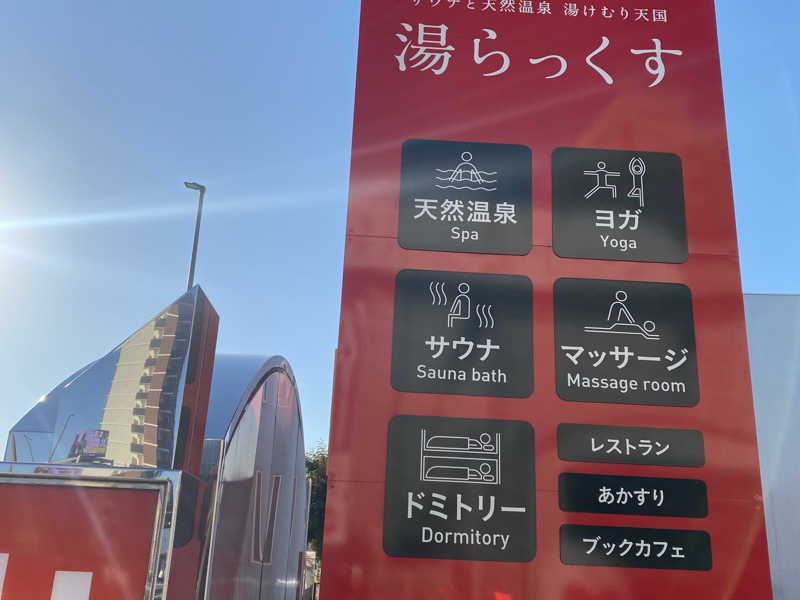 サウナと天然温泉 湯けむり天国
湯らっくす
天然温泉
Spa
ヨガ
Yoga
サウナ
Sauna bath
マッサージ
Massage room
ドミトリー
Dormitory
レストラン
あかすり
ブックカフェ